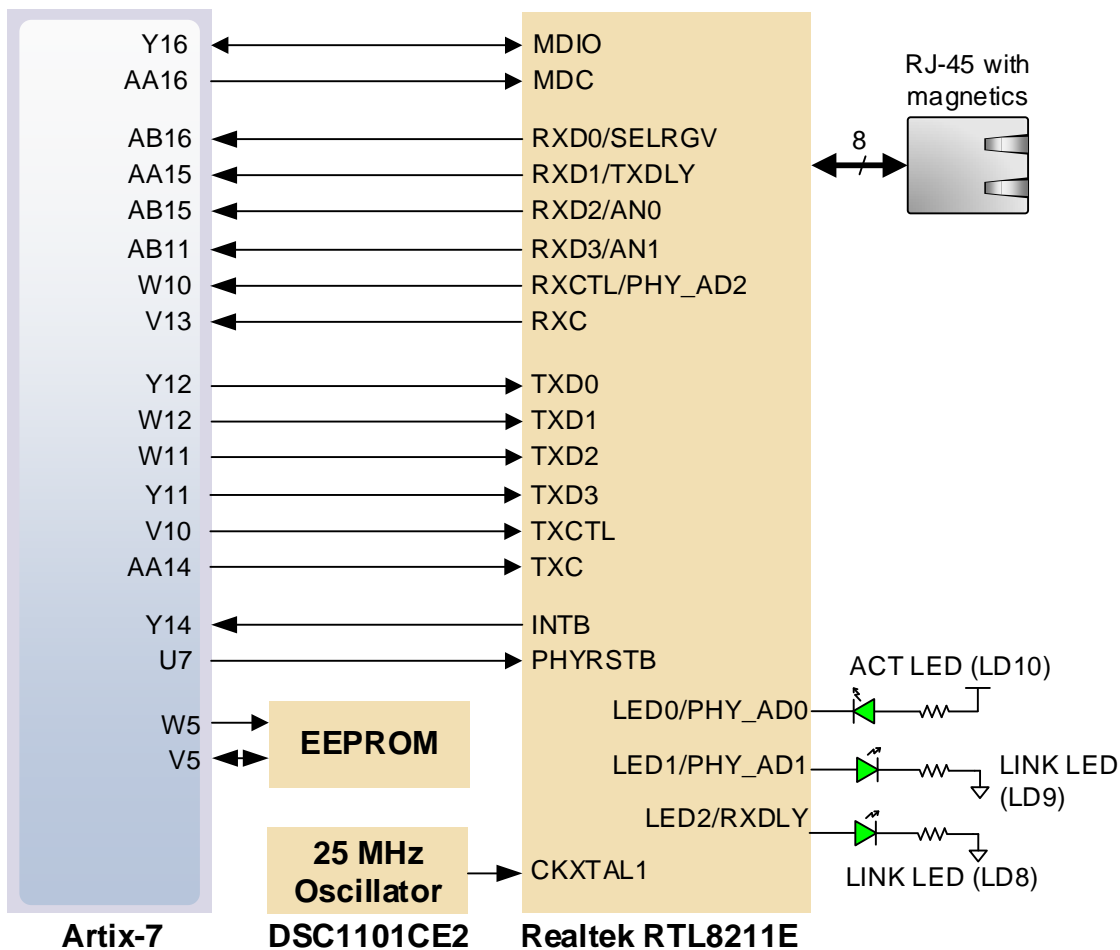 Y16 MDIO
AA16 MDC
RJ-45 with
magnetics
AB16 RXD0/SELRGV
8
AA15 RXD1/TXDLY
AB15 RXD2/AN0
AB11 RXD3/AN1
W10 RXCTL/PHY_AD2
V13 RXC
Y12 TXD0
W12 TXD1
W11 TXD2
Y11 TXD3
V10 TXCTL
AA14 TXC
Y14 INTB
U7 PHYRSTB
ACT LED (LD10)
LED0/PHY_AD0
W5
EEPROM
V5
LED1/PHY_AD1
LINK LED
(LD9)
LED2/RXDLY
25 MHz
Oscillator
CKXTAL1
LINK LED (LD8)
Artix-7 DSC1101CE2 Realtek RTL8211E